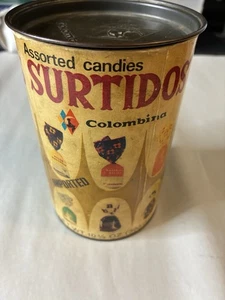 Assorted candies
SURTIDOS
Colombina
IMPORTED